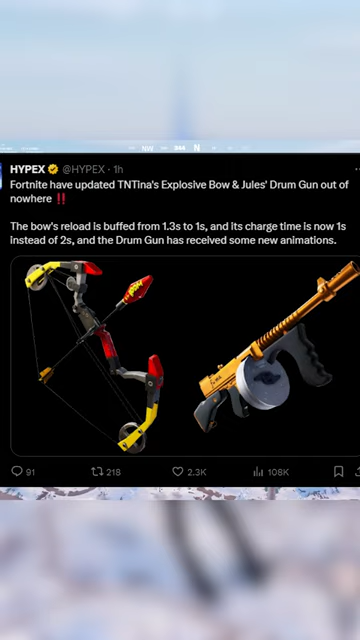 NW 284 N
HYPEX @HYPEX · 1h
Fortnite have updated TNTina's Explosive Bow & Jules' Drum Gun out of
nowhere ‼️
The bow's reload is buffed from 1.3s to 1s, and its charge time is now 1s
instead of 2s, and the Drum Gun has received some new animations.
91 218 2.3K 108K